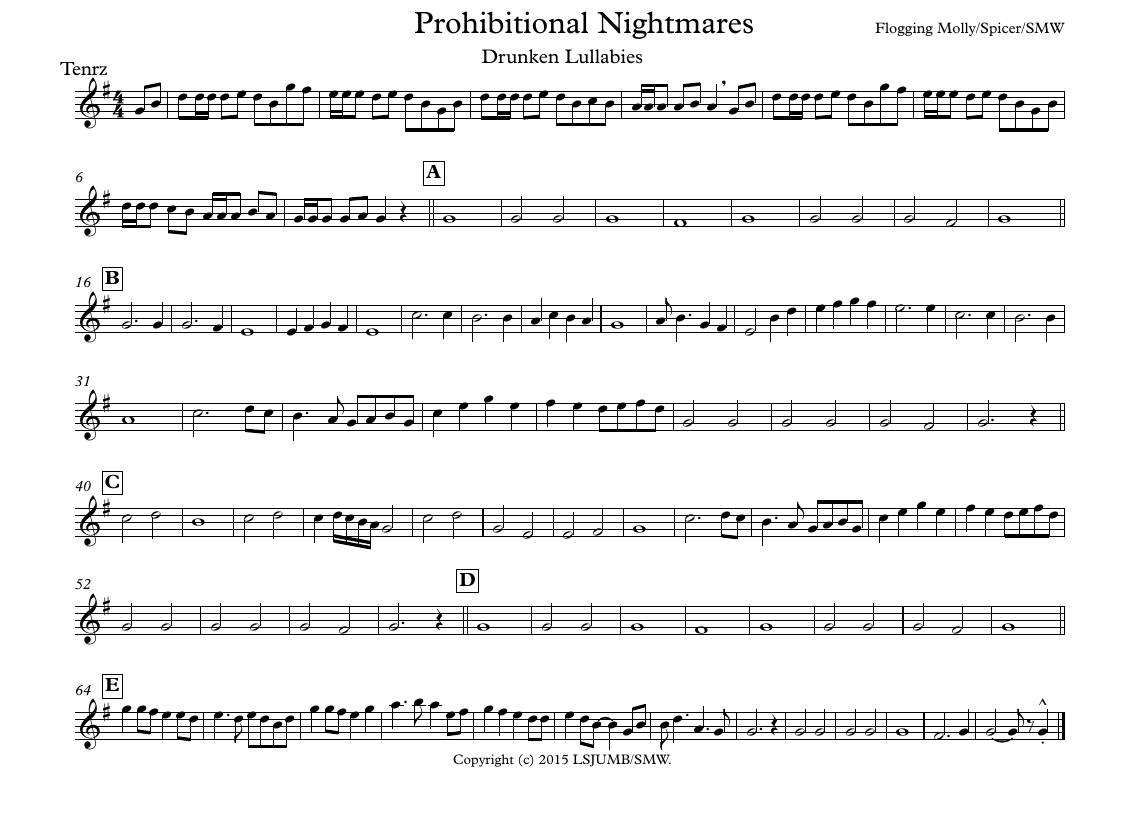 Prohibitional Nightmares
Flogging Molly/Spicer/SMW
Drunken Lullabies
Tenrz
4
4
6
A
16
B
31
40
C
52
D
64
E
Copyright (c) 2015 LSJUMB/SMW.